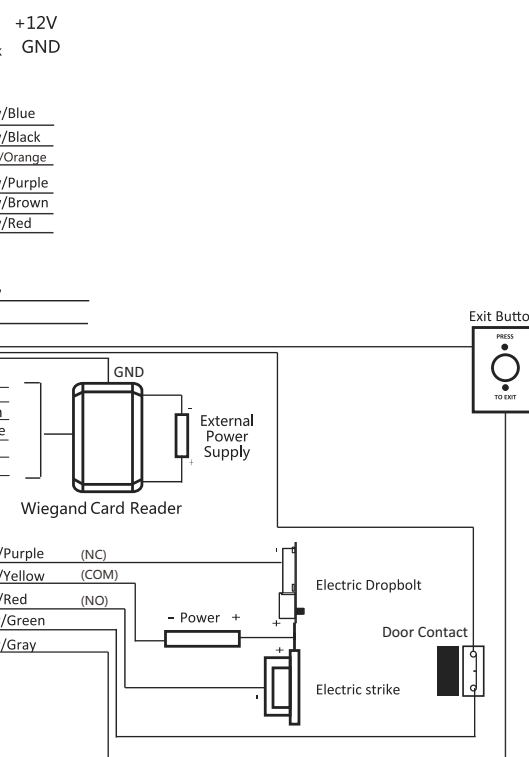 +12V
GND
/Blue
/Black
/Orange
/Purple
/Brown
/Red
Exit Butto
PRESS
TO EXIT
GND
-
External
Power
Supply
+
Wiegand Card Reader
/Purple (NC)
/Yellow (COM)
/Red (NO)
/Green
/Gray
-
Electric Dropbolt
+
- Power +
Door Contact
+
Electric strike
-